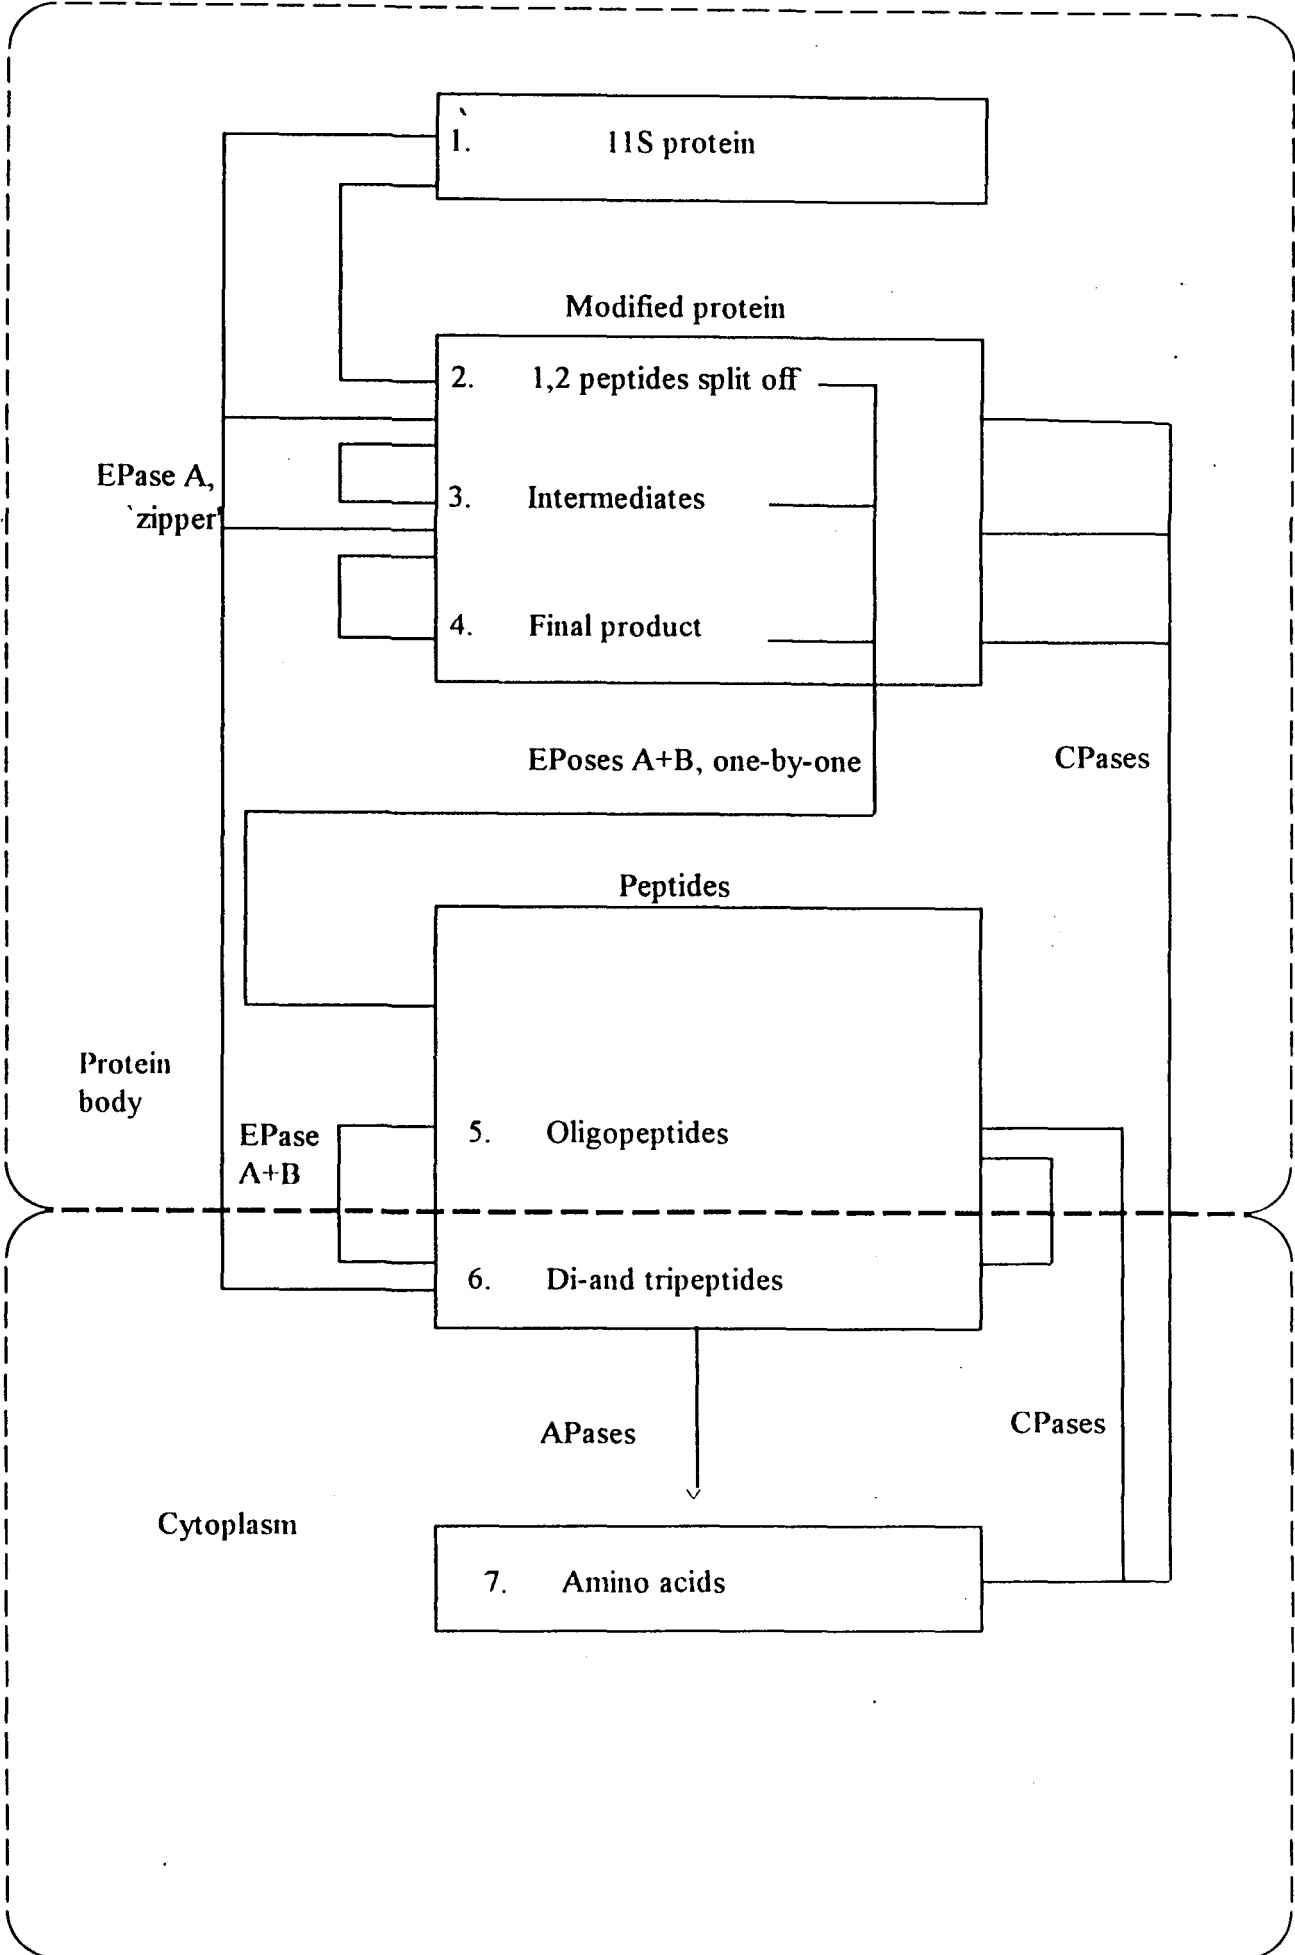 1. 11S protein
Modified protein
2. 1,2 peptides split off
EPase A,
`zipper'
3. Intermediates
4. Final product
EPoses A+B, one-by-one
CPases
Peptides
Protein
body
EPase
A+B
5. Oligopeptides
6. Di-and tripeptides
APases
CPases
Cytoplasm
7. Amino acids